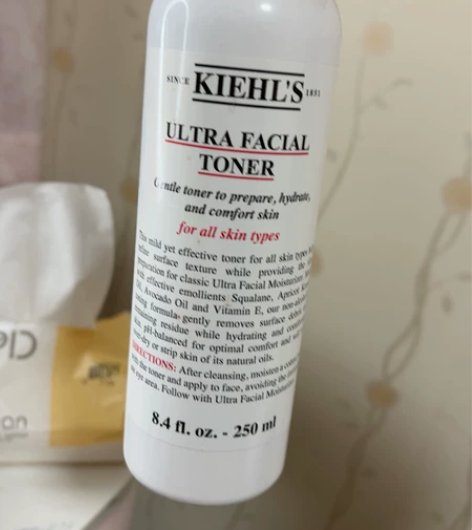 SINCE KIEHL'S 1851
ULTRA FACIAL
TONER
Gentle toner to prepare, hydrate,
and comfort skin
for all skin types
This mild yet effective toner for all skin types
surface texture while providing the
preparation for classic Ultra Facial Moisturizer.
with effective emollients Squalane, Apricot
Oil, Avocado Oil and Vitamin E, our
formula gently removes surface
residue while hydrating and
skin. pH-balanced for optimal comfort and
dry or strip skin of its natural oils.
DIRECTIONS: After cleansing, moisten a
with toner and apply to face, avoiding the
eye area. Follow with Ultra Facial Moisturizer
8.4 fl. oz. - 250 ml
on